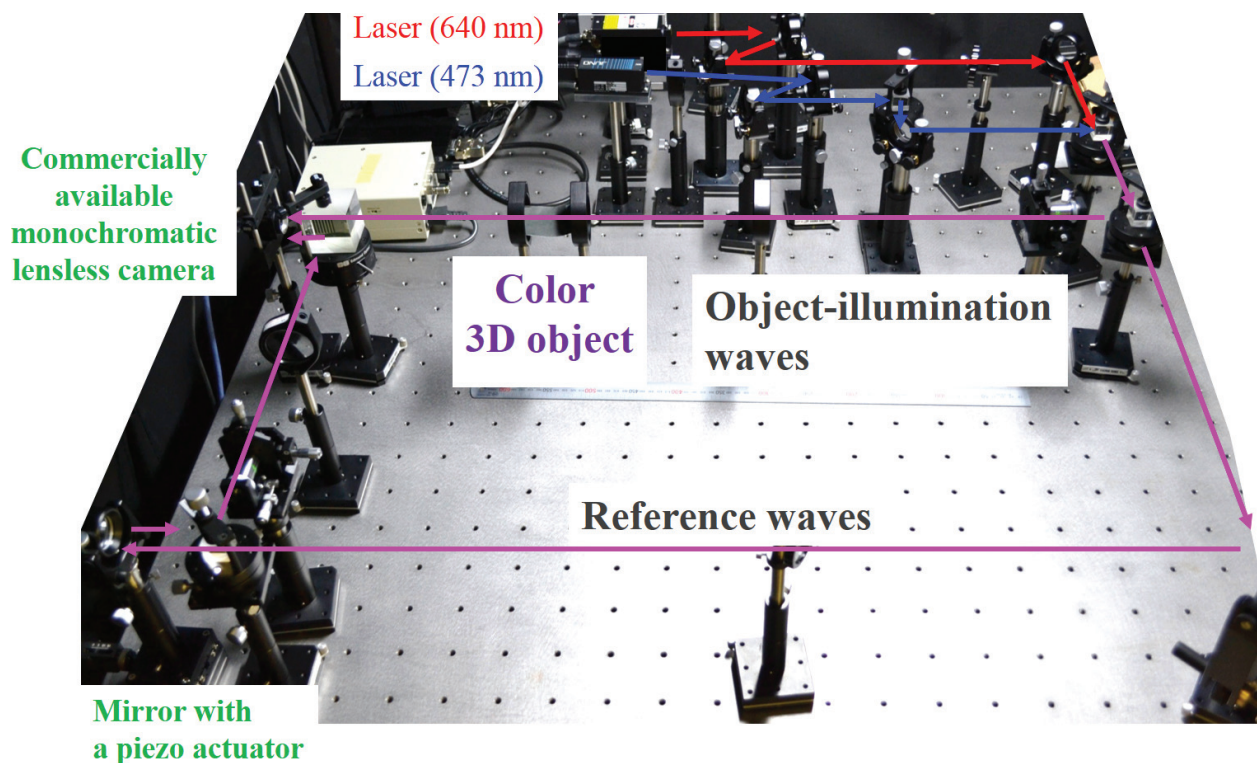 Laser (640 nm)
Laser (473 nm)
Commercially
available
monochromatic
lensless camera
Color
3D object
Object-illumination
waves
Reference waves
Mirror with
a piezo actuator